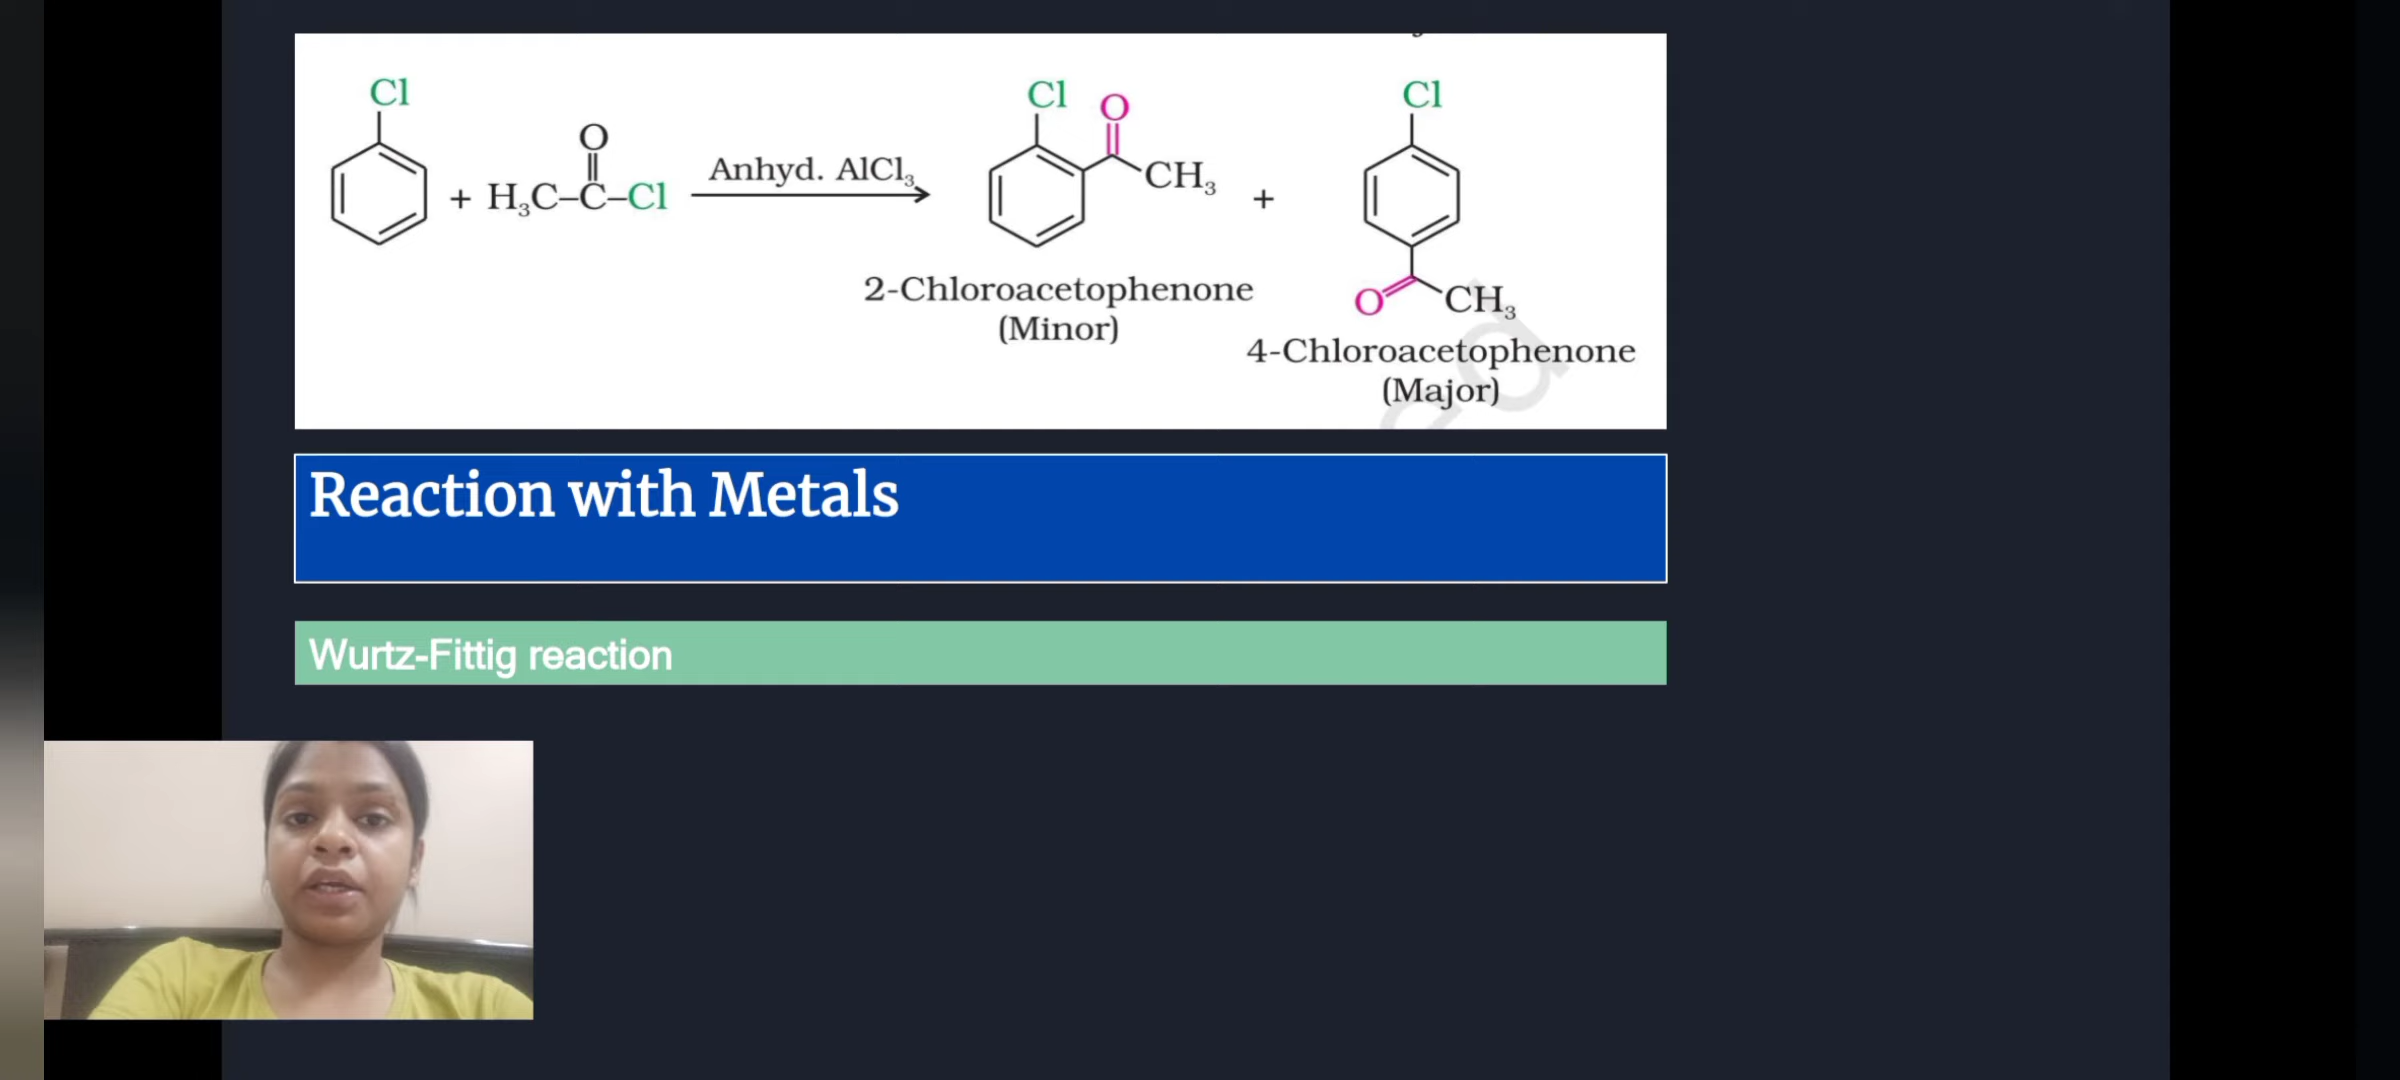 Cl
O
+ H₃C–C–Cl
Anhyd. AlCl₃
Cl
O
CH₃
+
Cl
O
CH₃
2-Chloroacetophenone
(Minor)
4-Chloroacetophenone
(Major)
Reaction with Metals
Wurtz-Fittig reaction